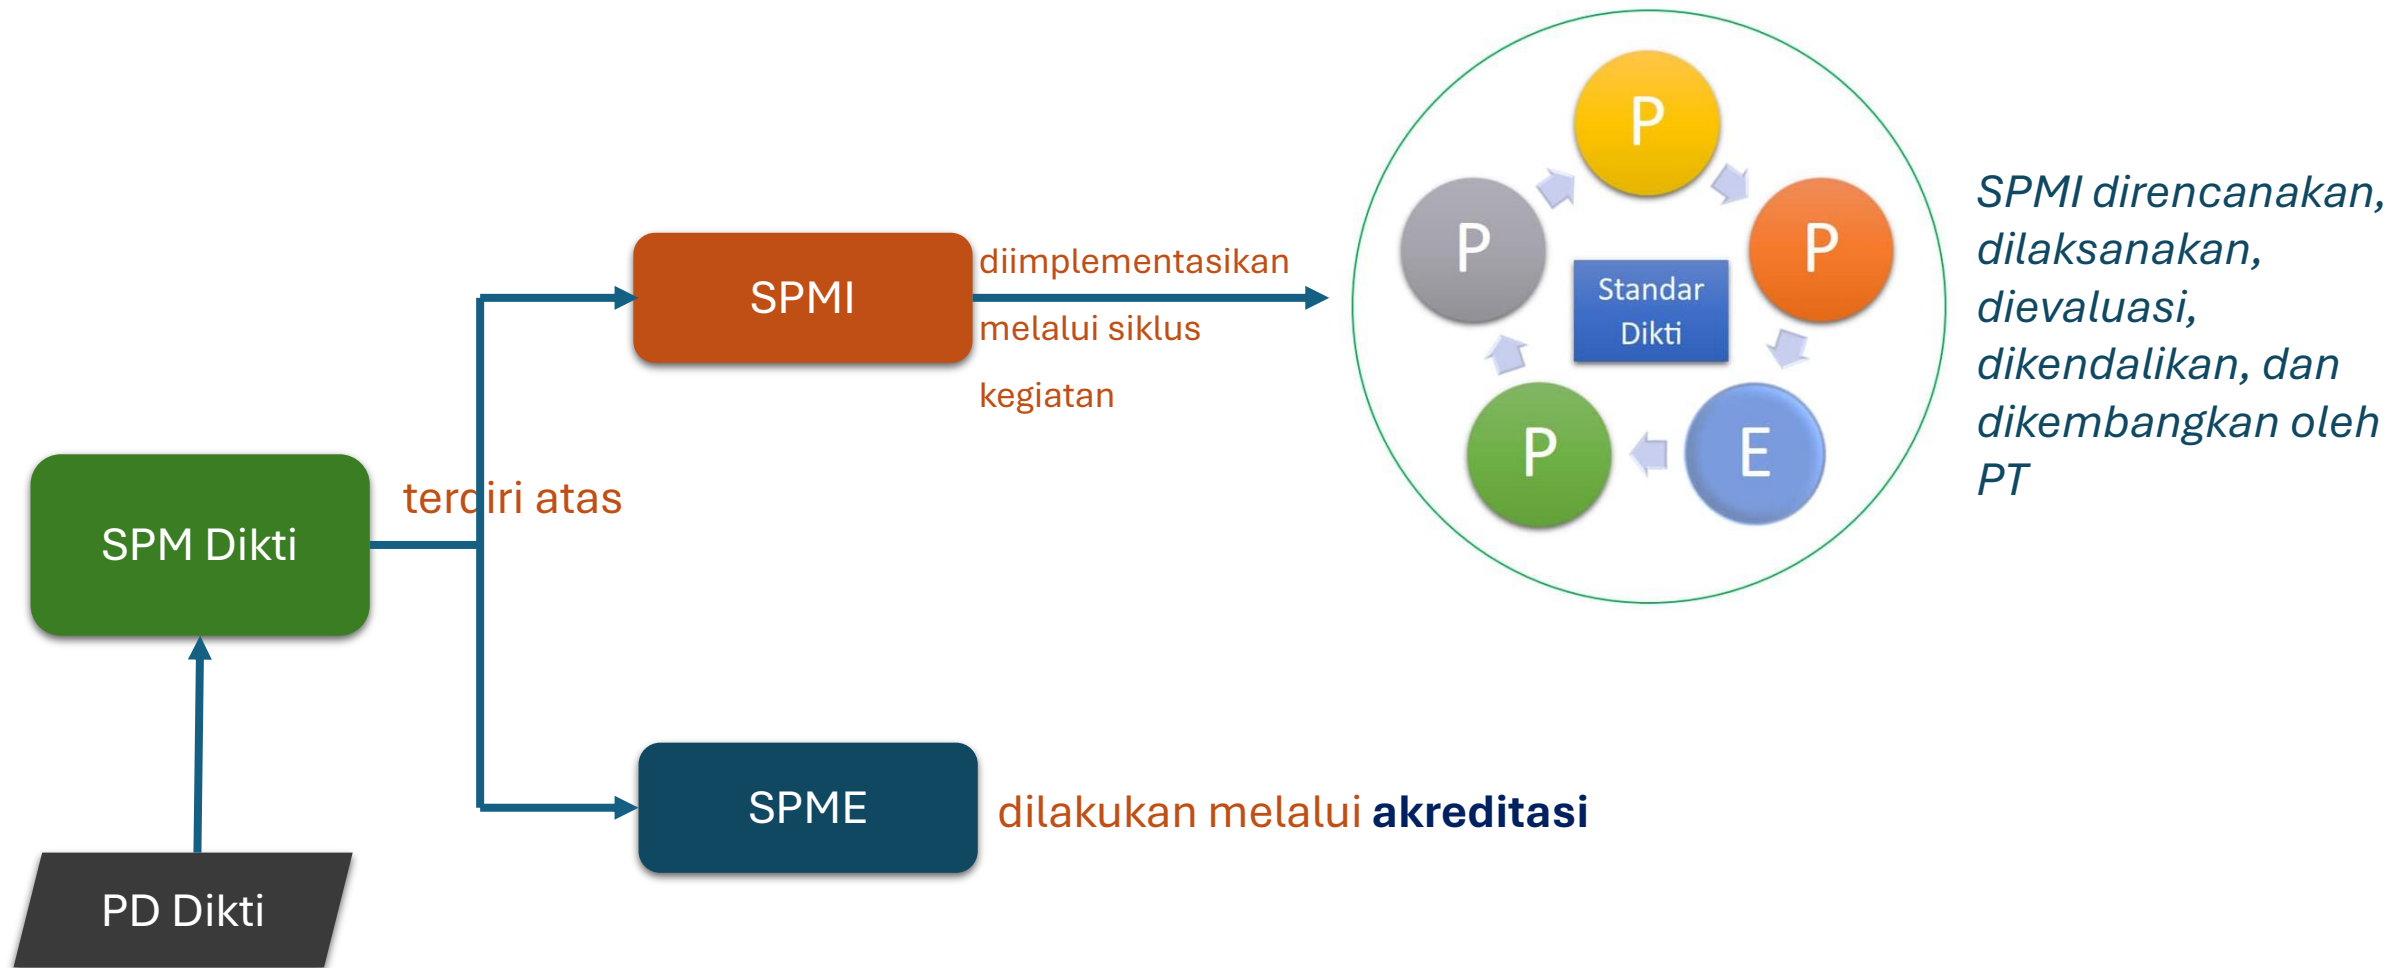 SPM Dikti
PD Dikti
terdiri atas
SPMI
diimplementasikan
melalui siklus
kegiatan
P
P
E
P
P
Standar
Dikti
SPMI direncanakan,
dilaksanakan,
dievaluasi,
dikendalikan, dan
dikembangkan oleh
PT
SPME
dilakukan melalui akreditasi